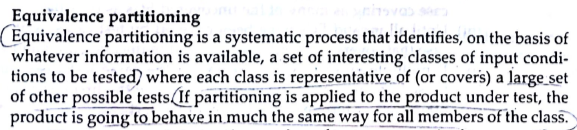 Equivalence partitioning
(Equivalence partitioning is a systematic process that identifies, on the basis of
whatever information is available, a set of interesting classes of input condi-
tions to be tested) where each class is representative of (or covers) a large set
of other possible tests. (If partitioning is applied to the product under test, the
product is going to behave in much the same way for all members of the class.)